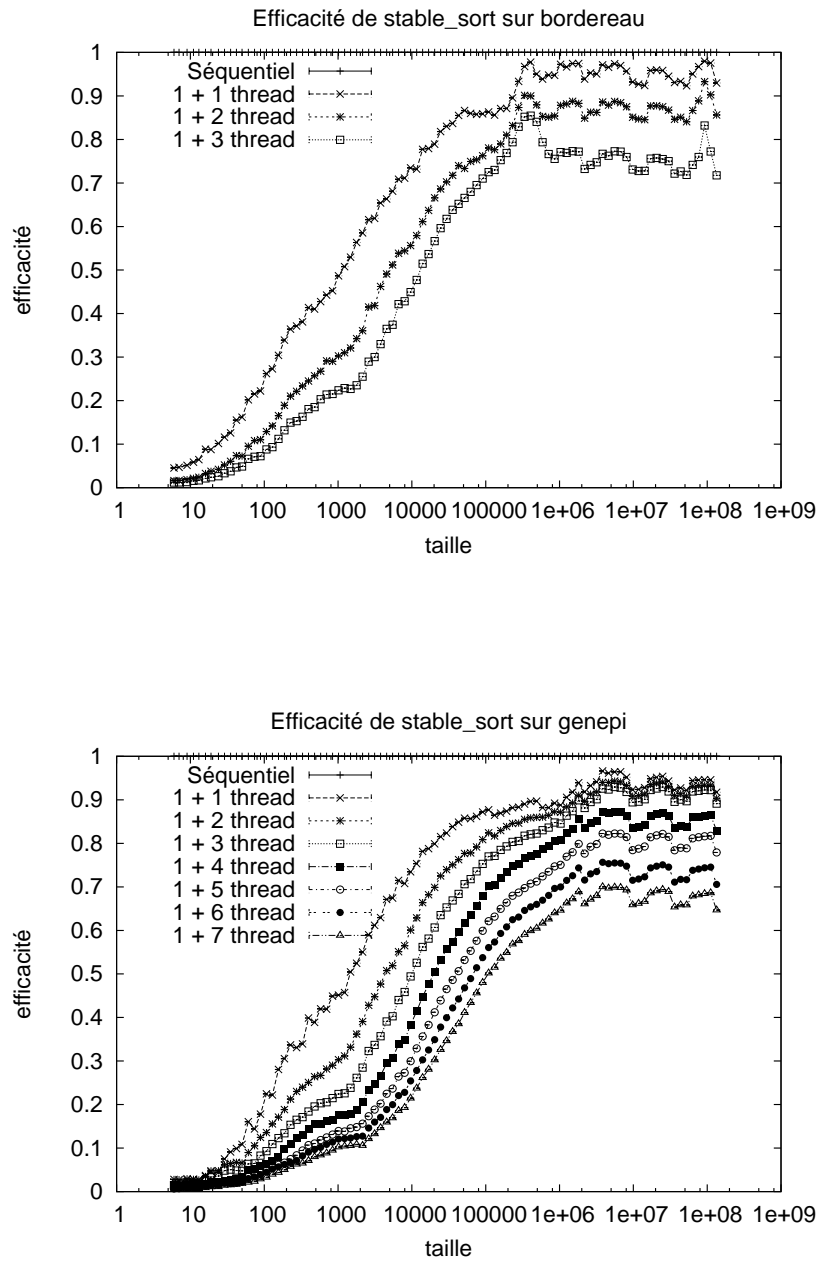 Efficacité de stable_sort sur bordereau
1
0.9
0.8
0.7
0.6
0.5
0.4
0.3
0.2
0.1
0
Séquentiel
1 + 1 thread
1 + 2 thread
1 + 3 thread
efficacité
1 10 100 1000 10000 100000 1e+06 1e+07 1e+08 1e+09
taille
Efficacité de stable_sort sur genepi
1
0.9
0.8
0.7
0.6
0.5
0.4
0.3
0.2
0.1
0
Séquentiel
1 + 1 thread
1 + 2 thread
1 + 3 thread
1 + 4 thread
1 + 5 thread
1 + 6 thread
1 + 7 thread
efficacité
1 10 100 1000 10000 100000 1e+06 1e+07 1e+08 1e+09
taille